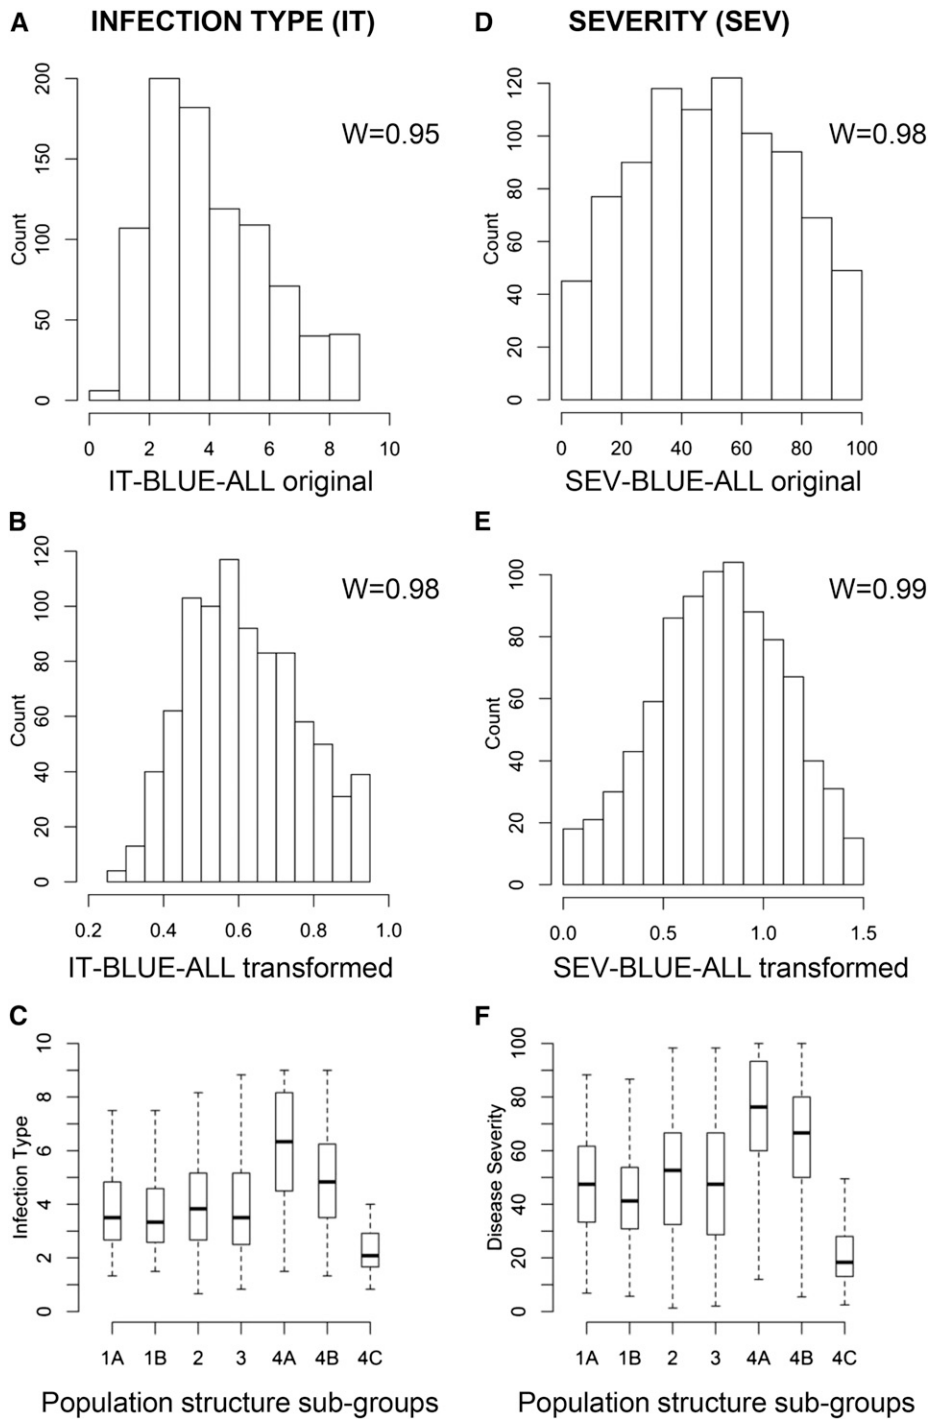 A INFECTION TYPE (IT)
200
150
100
50
0
Count
W=0.95
0 2 4 6 8 10
IT-BLUE-ALL original
D SEVERITY (SEV)
120
100
80
60
40
20
0
Count
W=0.98
0 20 40 60 80 100
SEV-BLUE-ALL original
B
120
100
80
60
40
20
0
Count
W=0.98
0.2 0.4 0.6 0.8 1.0
IT-BLUE-ALL transformed
E
100
80
60
40
20
0
Count
W=0.99
0.0 0.5 1.0 1.5
SEV-BLUE-ALL transformed
C
10
8
6
4
2
0
Infection Type
1A 1B 2 3 4A 4B 4C
Population structure sub-groups
F
100
80
60
40
20
0
Disease Severity
1A 1B 2 3 4A 4B 4C
Population structure sub-groups